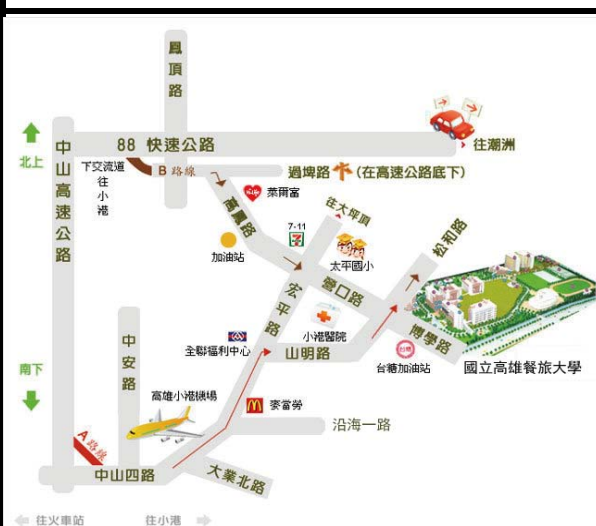 鳳頂路
北上
中山高速公路
88 快速公路
往潮洲
下交流道
往小港
B 路線
過埤路
(在高速公路底下)
萊爾富
高鳳路
往大坪頂
松和路
7-11
加油站
太平國小
營口路
宏平路
小港醫院
博學路
全聯福利中心
山明路
台糖
台糖加油站
國立高雄餐旅大學
中安路
南下
高雄小港機場
麥當勞
沿海一路
A 路線
中山四路
大業北路
往火車站
往小港